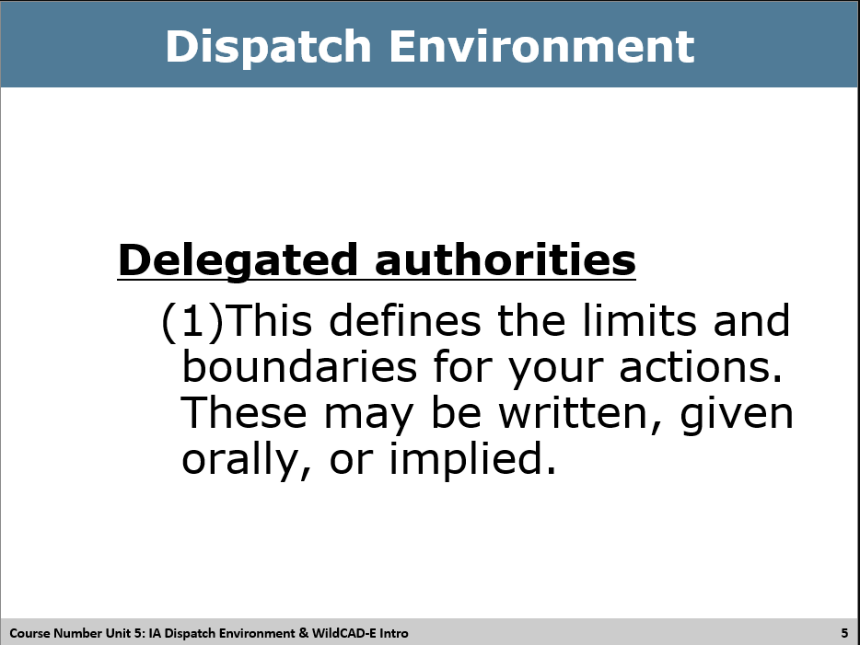 Dispatch Environment
Delegated authorities
(1)This defines the limits and
boundaries for your actions.
These may be written, given
orally, or implied.
Course Number Unit 5: IA Dispatch Environment & WildCAD-E Intro
5